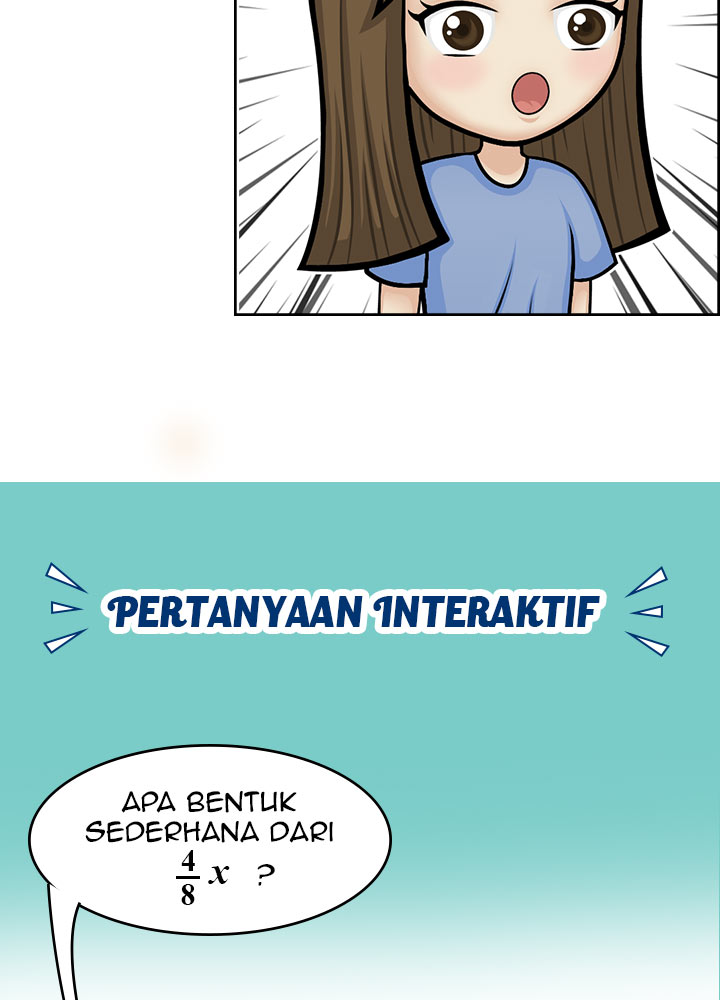 PERTANYAAN INTERAKTIF
APA BENTUK
SEDERHANA DARI
4/8 x ?